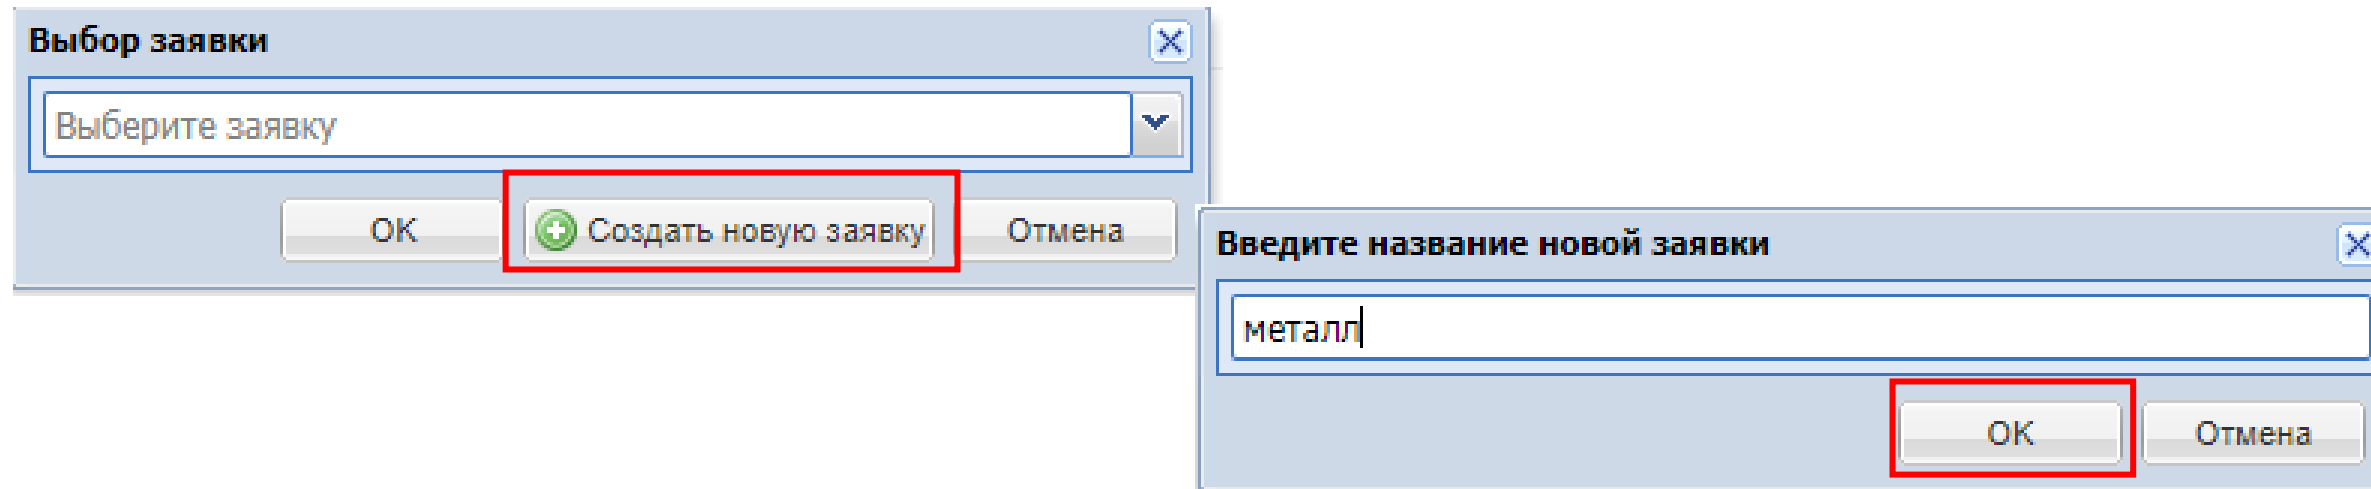 Выбор заявки
Выберите заявку
ОК
Создать новую заявку
Отмена
Введите название новой заявки
металл
ОК
Отмена